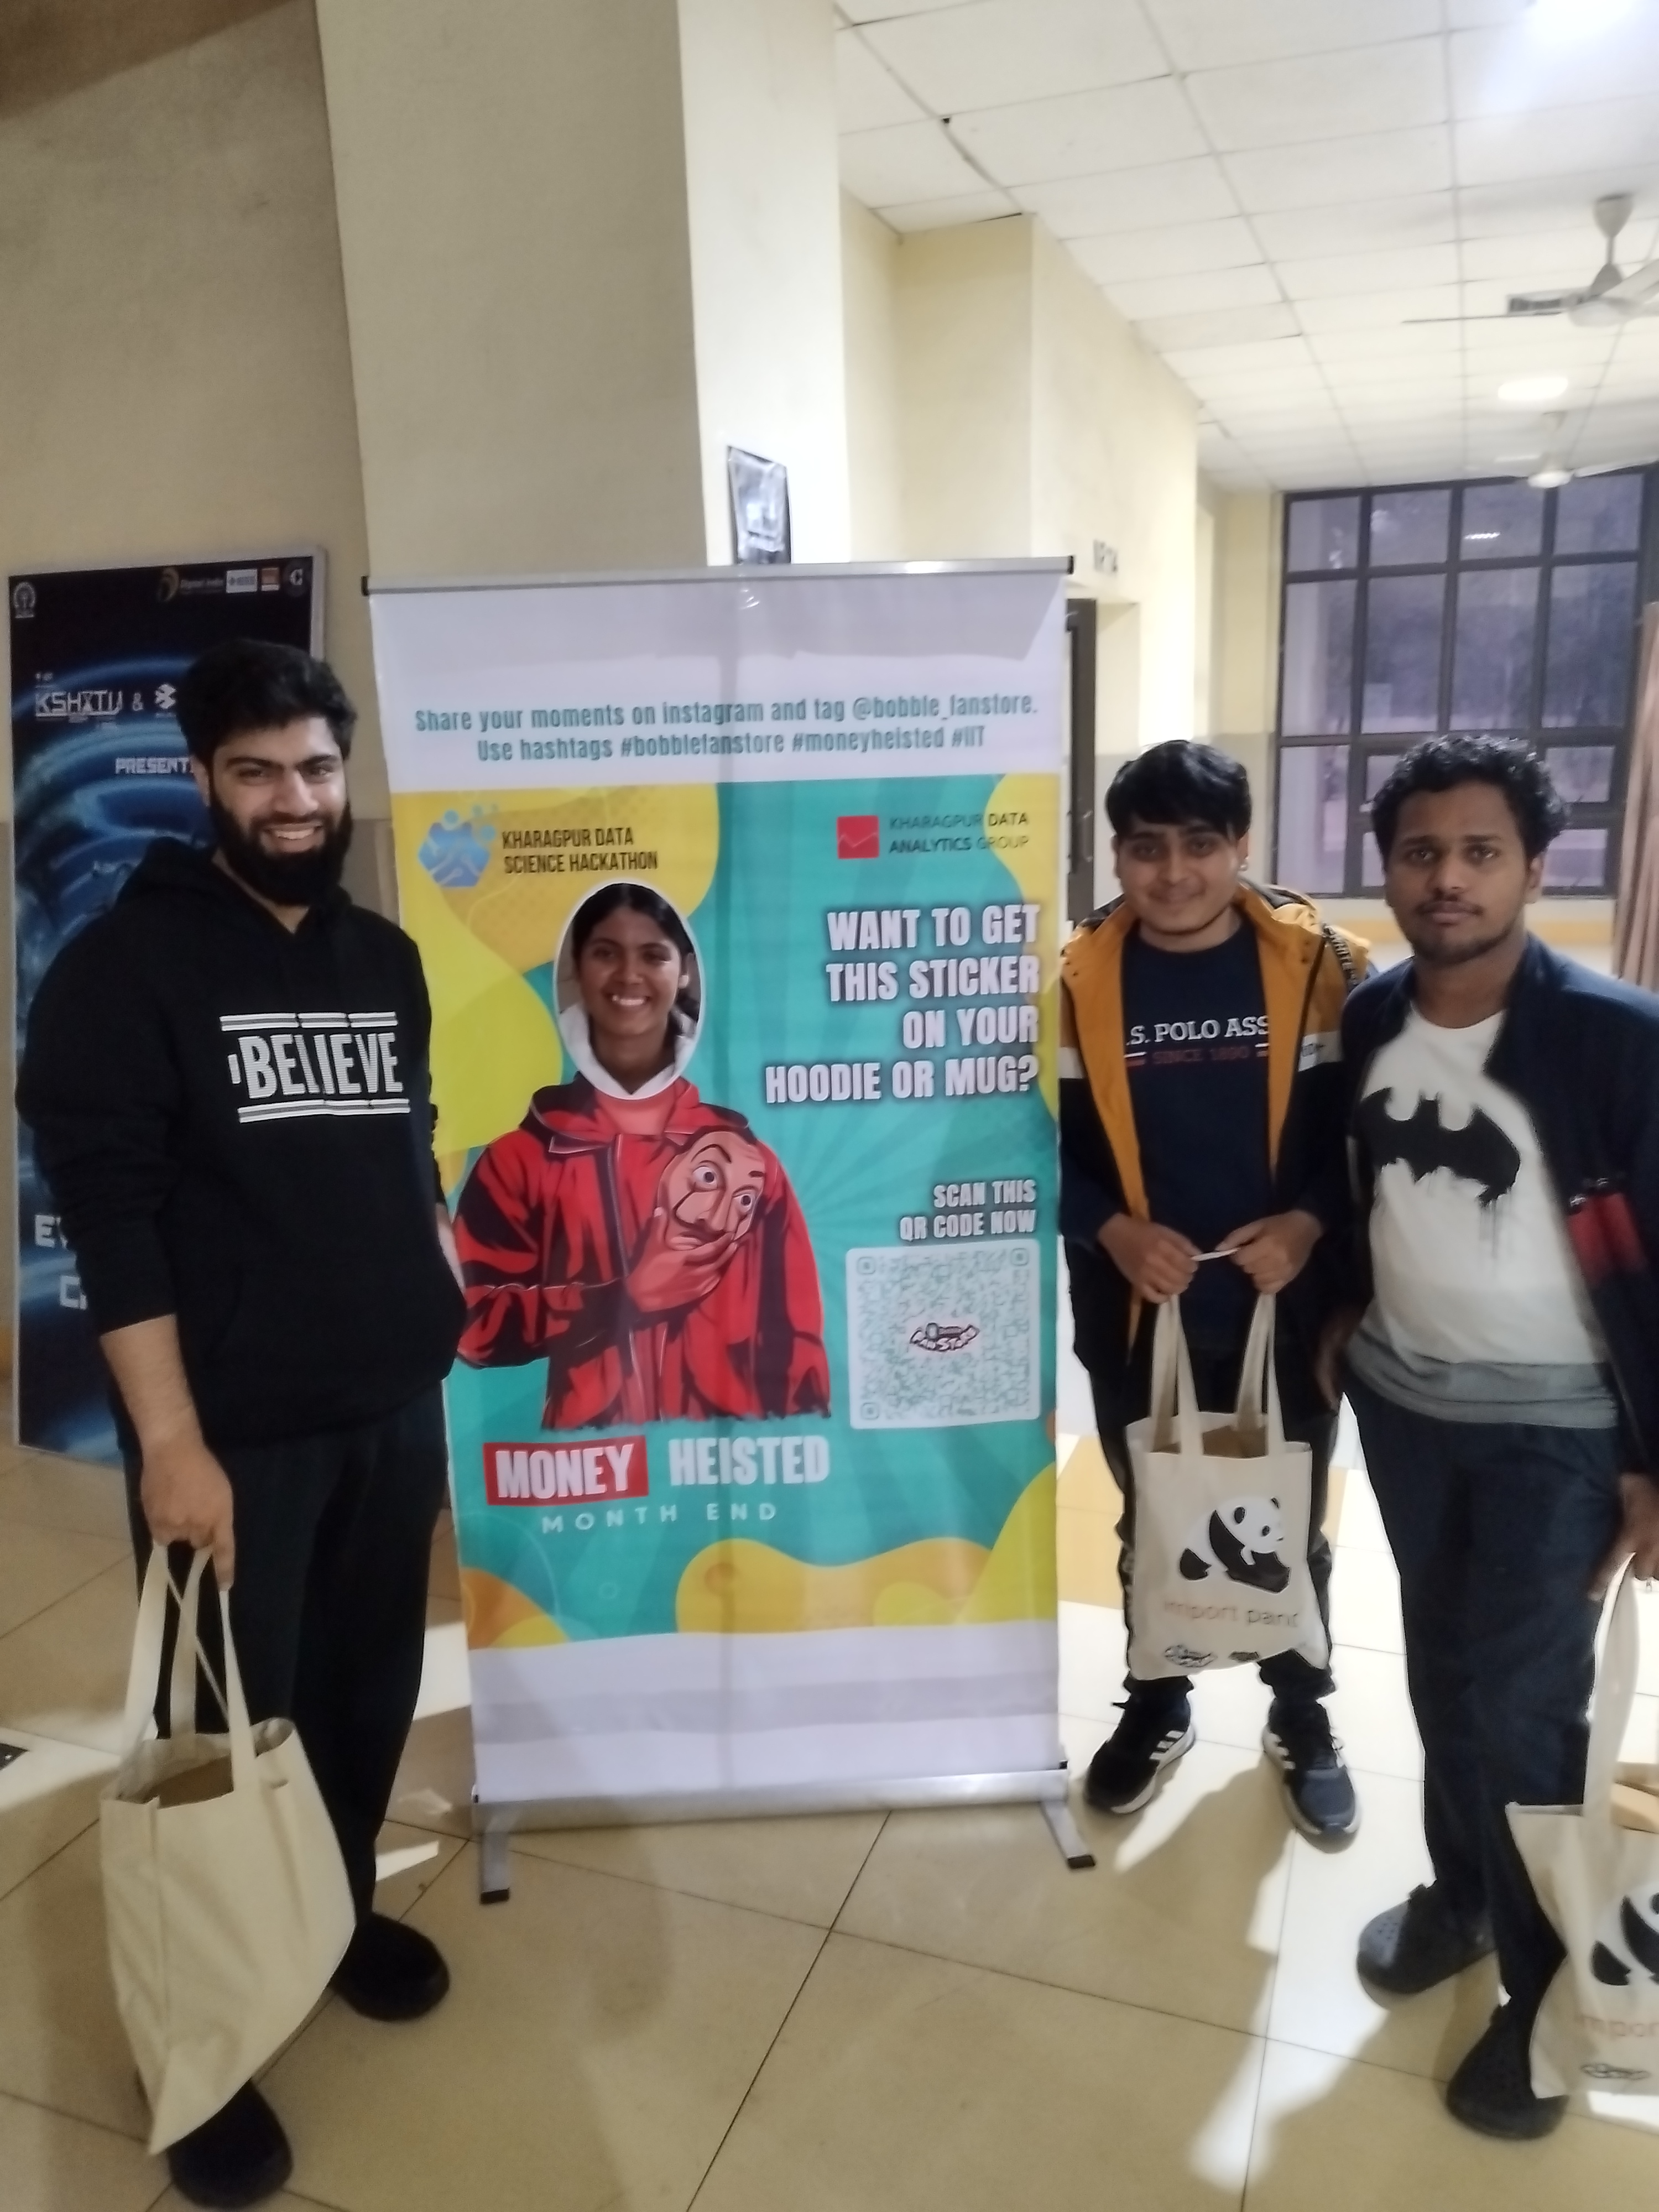 KSHITIJ &
PRESENT
BELIEVE
Share your moments on instagram and tag @bobble_fanstore.
Use hashtags #bobblefanstore #moneyheisted #IIT
KHARAGPUR DATA
SCIENCE HACKATHON
KHARAGPUR DATA
ANALYTICS GROUP
WANT TO GET
THIS STICKER
ON YOUR
HOODIE OR MUG?
SCAN THIS
QR CODE NOW
MONEY HEISTED
MONTH END
.S. POLO ASS
SINCE 1890
import pand
impor